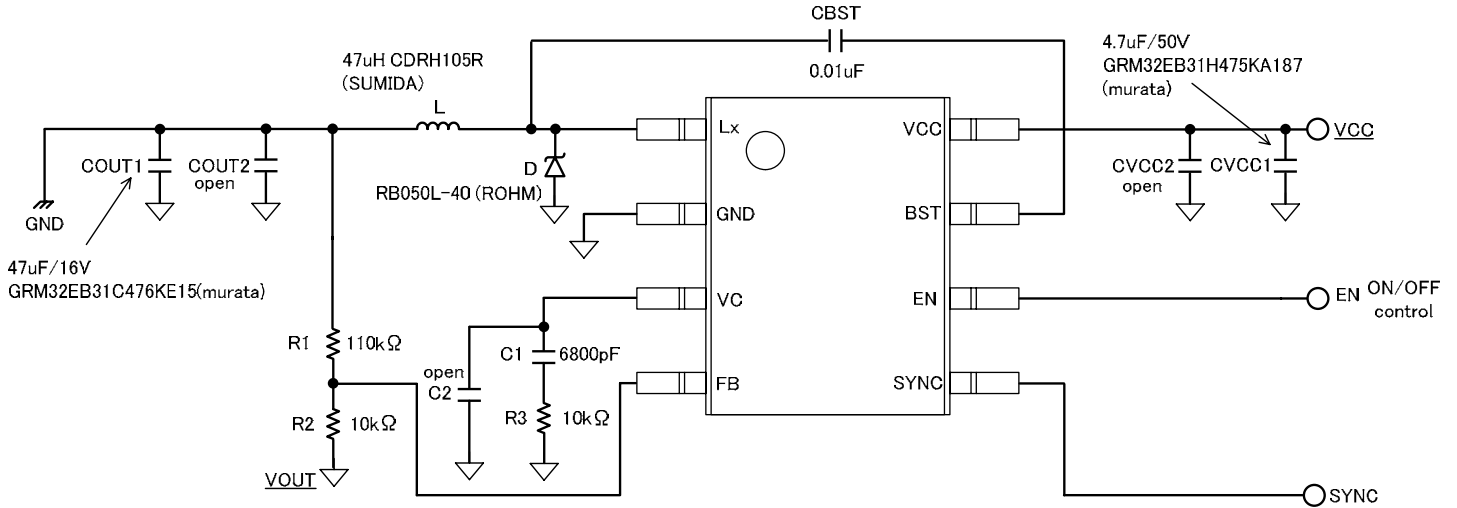 CBST
0.01uF
4.7uF/50V
GRM32EB31H475KA187
(murata)
47uH CDRH105R
(SUMIDA)
L
Lx
VCC
VCC
COUT1
COUT2
open
D
RB050L-40 (ROHM)
CVCC2
open
CVCC1
GND
GND
BST
47uF/16V
GRM32EB31C476KE15(murata)
VC
EN
EN ON/OFF
control
R1
110kΩ
C1
6800pF
open
C2
FB
SYNC
R2
10kΩ
R3
10kΩ
VOUT
SYNC